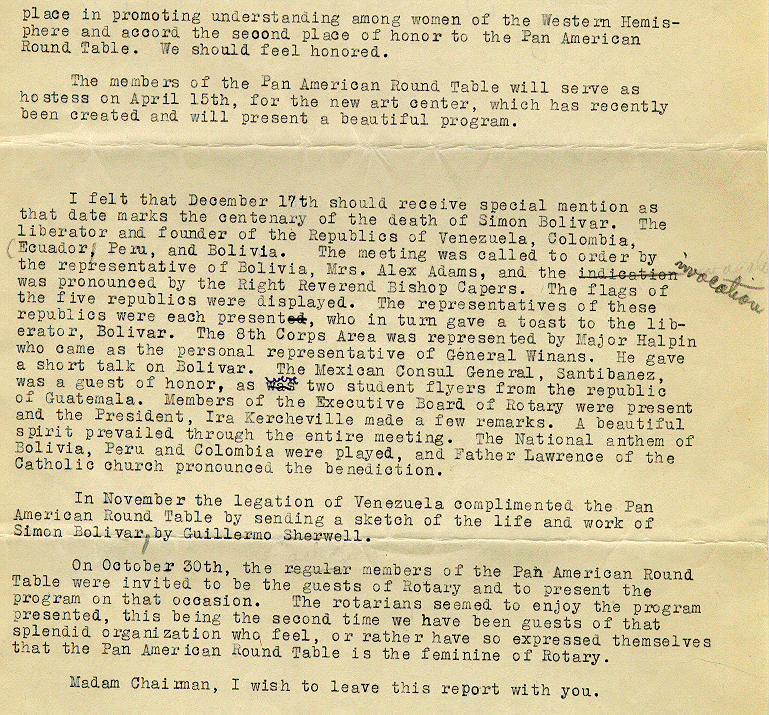 place in promoting understanding among women of the Western Hemis-
phere and accord the second place of honor to the Pan American
Round Table. We should feel honored.
The members of the Pan American Round Table will serve as
hostess on April 15th, for the new art center, which has recently
been created and will present a beautiful program.
I felt that December 17th should receive special mention as
that date marks the centenary of the death of Simon Bolivar. The
liberator and founder of the Republics of Venezuela, Colombia,
(Ecuador, Peru, and Bolivia. The meeting was called to order by
the representative of Bolivia, Mrs. Alex Adams, and the indication invocation
was pronounced by the Right Reverend Bishop Capers. The flags of
the five republics were displayed. The representatives of these
republics were each presented, who in turn gave a toast to the lib-
erator, Bolivar. The 8th Corps Area was represented by Major Halpin
who came as the personal representative of General Winans. He gave
a short talk on Bolivar. The Mexican Consul General, Santibanez,
was a guest of honor, as was two student flyers from the republic
of Guatemala. Members of the Executive Board of Rotary were present
and the President, Ira Kercheville made a few remarks. A beautiful
spirit prevailed through the entire meeting. The National anthem of
Bolivia, Peru and Colombia were played, and Father Lawrence of the
Catholic church pronounced the benediction.
In November the legation of Venezuela complimented the Pan
American Round Table by sending a sketch of the life and work of
Simon Bolivar, by Guillermo Sherwell.
On October 30th, the regular members of the Pan American Round
Table were invited to be the guests of Rotary and to present the
program on that occasion. The rotarians seemed to enjoy the program
presented, this being the second time we have been guests of that
splendid organization who feel, or rather have so expressed themselves
that the Pan American Round Table is the feminine of Rotary.
Madam Chairman, I wish to leave this report with you.